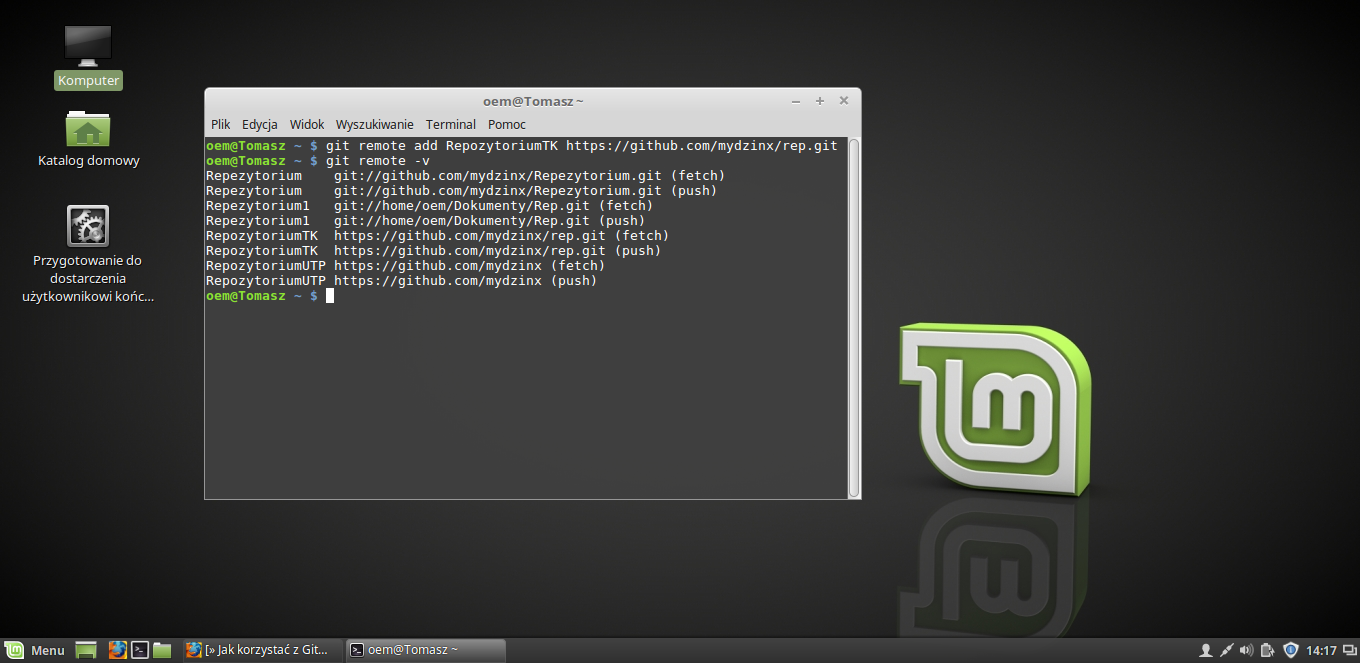 Komputer
Katalog domowy
Przygotowanie do
dostarczenia
użytkownikowi końc...
oem@Tomasz ~
Plik Edycja Widok Wyszukiwanie Terminal Pomoc
oem@Tomasz ~ $ git remote add RepozytoriumTK https://github.com/mydzinx/rep.git
oem@Tomasz ~ $ git remote -v
Repezytorium    git://github.com/mydzinx/Repezytorium.git (fetch)
Repezytorium    git://github.com/mydzinx/Repezytorium.git (push)
Repezytorium1   git://home/oem/Dokumenty/Rep.git (fetch)
Repezytorium1   git://home/oem/Dokumenty/Rep.git (push)
RepozytoriumTK  https://github.com/mydzinx/rep.git (fetch)
RepozytoriumTK  https://github.com/mydzinx/rep.git (push)
RepozytoriumUTP https://github.com/mydzinx (fetch)
RepozytoriumUTP https://github.com/mydzinx (push)
oem@Tomasz ~ $
Menu [» Jak korzystać z Git... oem@Tomasz ~ 14:17